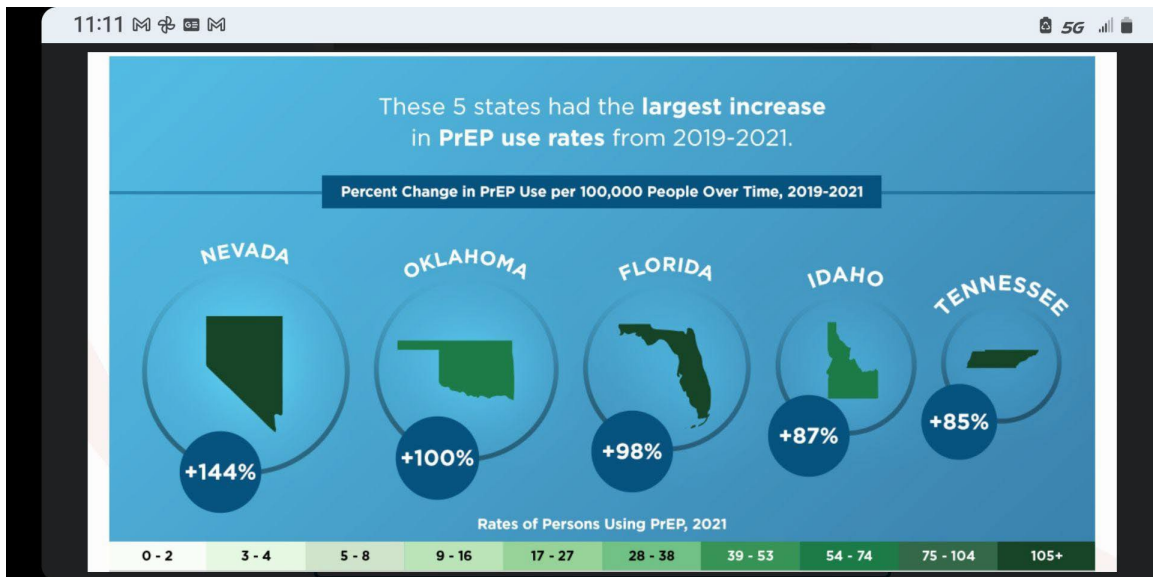 11:11
5G
These 5 states had the largest increase
in PrEP use rates from 2019-2021.
Percent Change in PrEP Use per 100,000 People Over Time, 2019-2021
NEVADA
OKLAHOMA
FLORIDA
IDAHO
TENNESSEE
+144%
+100%
+98%
+87%
+85%
Rates of Persons Using PrEP, 2021
0 - 2
3 - 4
5 - 8
9 - 16
17 - 27
28 - 38
39 - 53
54 - 74
75 - 104
105+